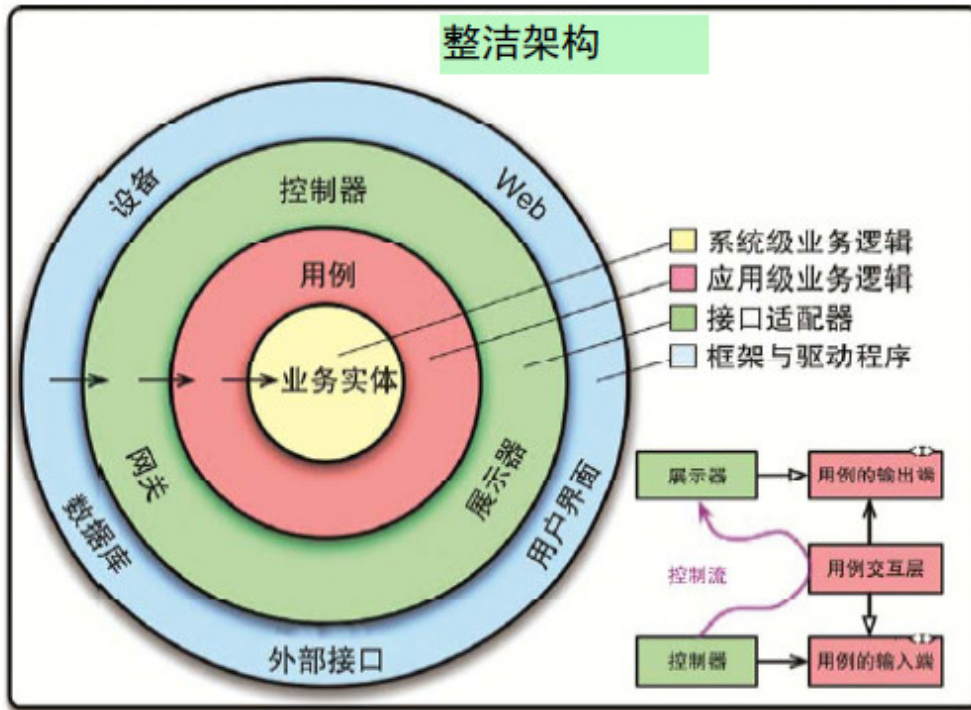 整洁架构
设备
控制器
Web
用例
业务实体
网关
展示器
数据库
用户界面
外部接口
系统级业务逻辑
应用级业务逻辑
接口适配器
框架与驱动程序
展示器
用例的输出端
<I>
控制流
用例交互层
控制器
用例的输入端
<I>